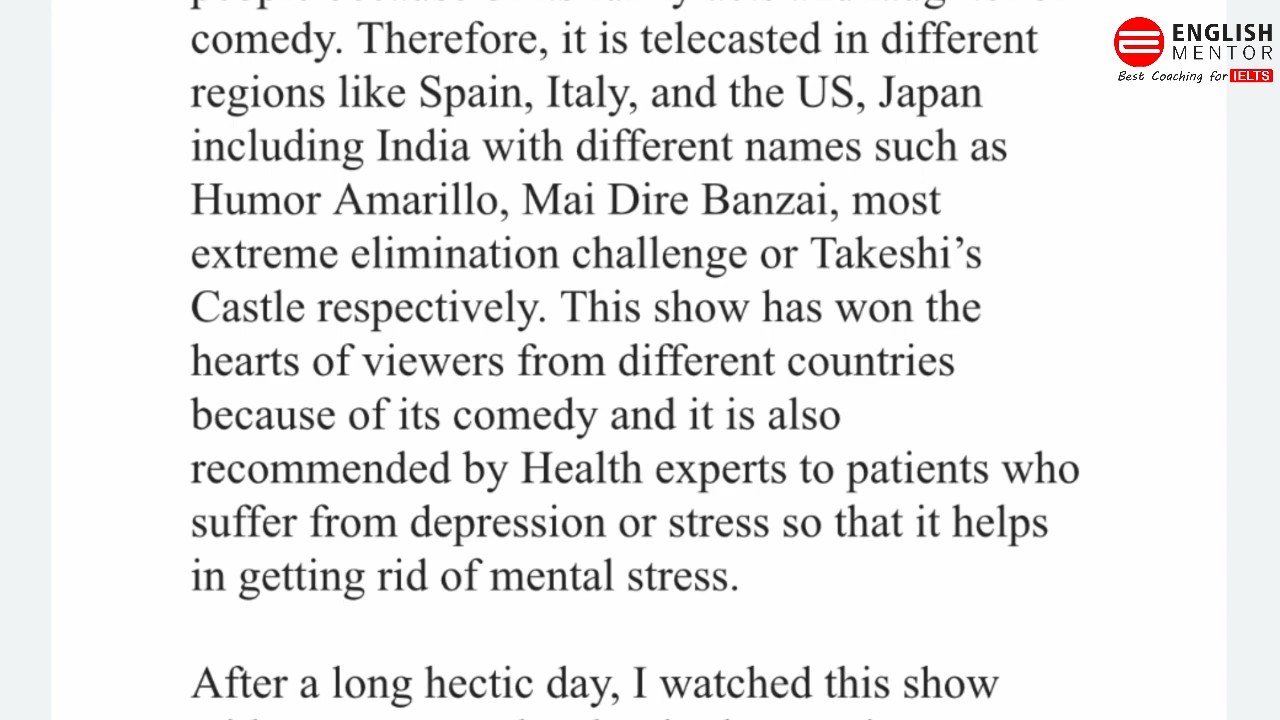 comedy. Therefore, it is telecasted in different
regions like Spain, Italy, and the US, Japan
including India with different names such as
Humor Amarillo, Mai Dire Banzai, most
extreme elimination challenge or Takeshi’s
Castle respectively. This show has won the
hearts of viewers from different countries
because of its comedy and it is also
recommended by Health experts to patients who
suffer from depression or stress so that it helps
in getting rid of mental stress.
After a long hectic day, I watched this show
ENGLISH
MENTOR
Best Coaching for IELTS